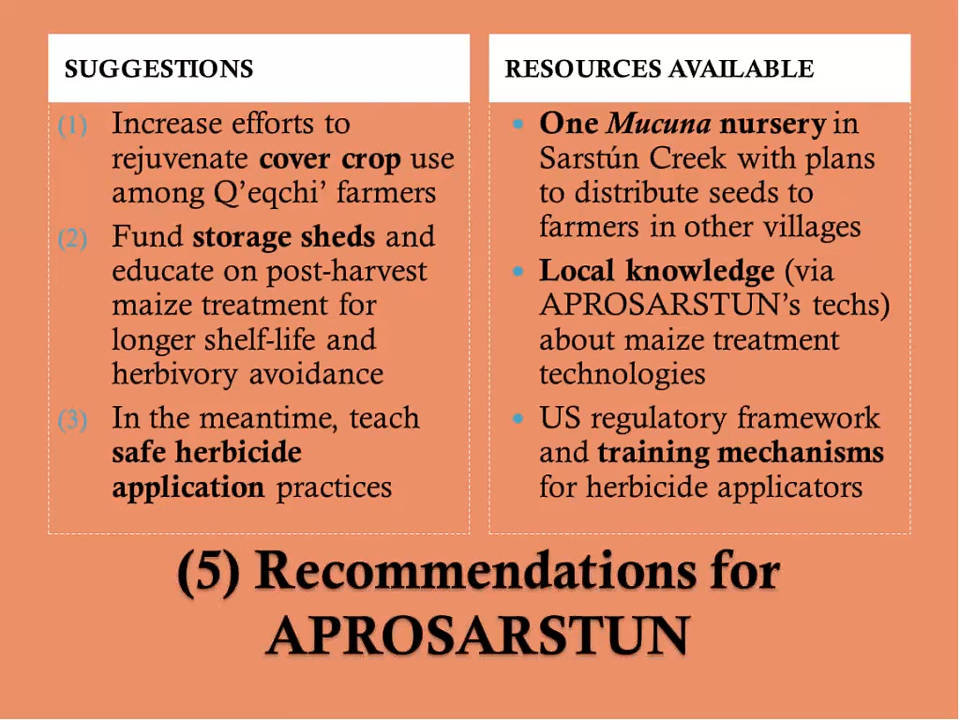 SUGGESTIONS
(1) Increase efforts to
rejuvenate cover crop use
among Q’eqchi’ farmers
(2) Fund storage sheds and
educate on post-harvest
maize treatment for
longer shelf-life and
herbivory avoidance
(3) In the meantime, teach
safe herbicide
application practices
RESOURCES AVAILABLE
• One Mucuna nursery in
Sarstún Creek with plans
to distribute seeds to
farmers in other villages
• Local knowledge (via
APROSARSTUN’s techs)
about maize treatment
technologies
• US regulatory framework
and training mechanisms
for herbicide applicators
(5) Recommendations for
APROSARSTUN